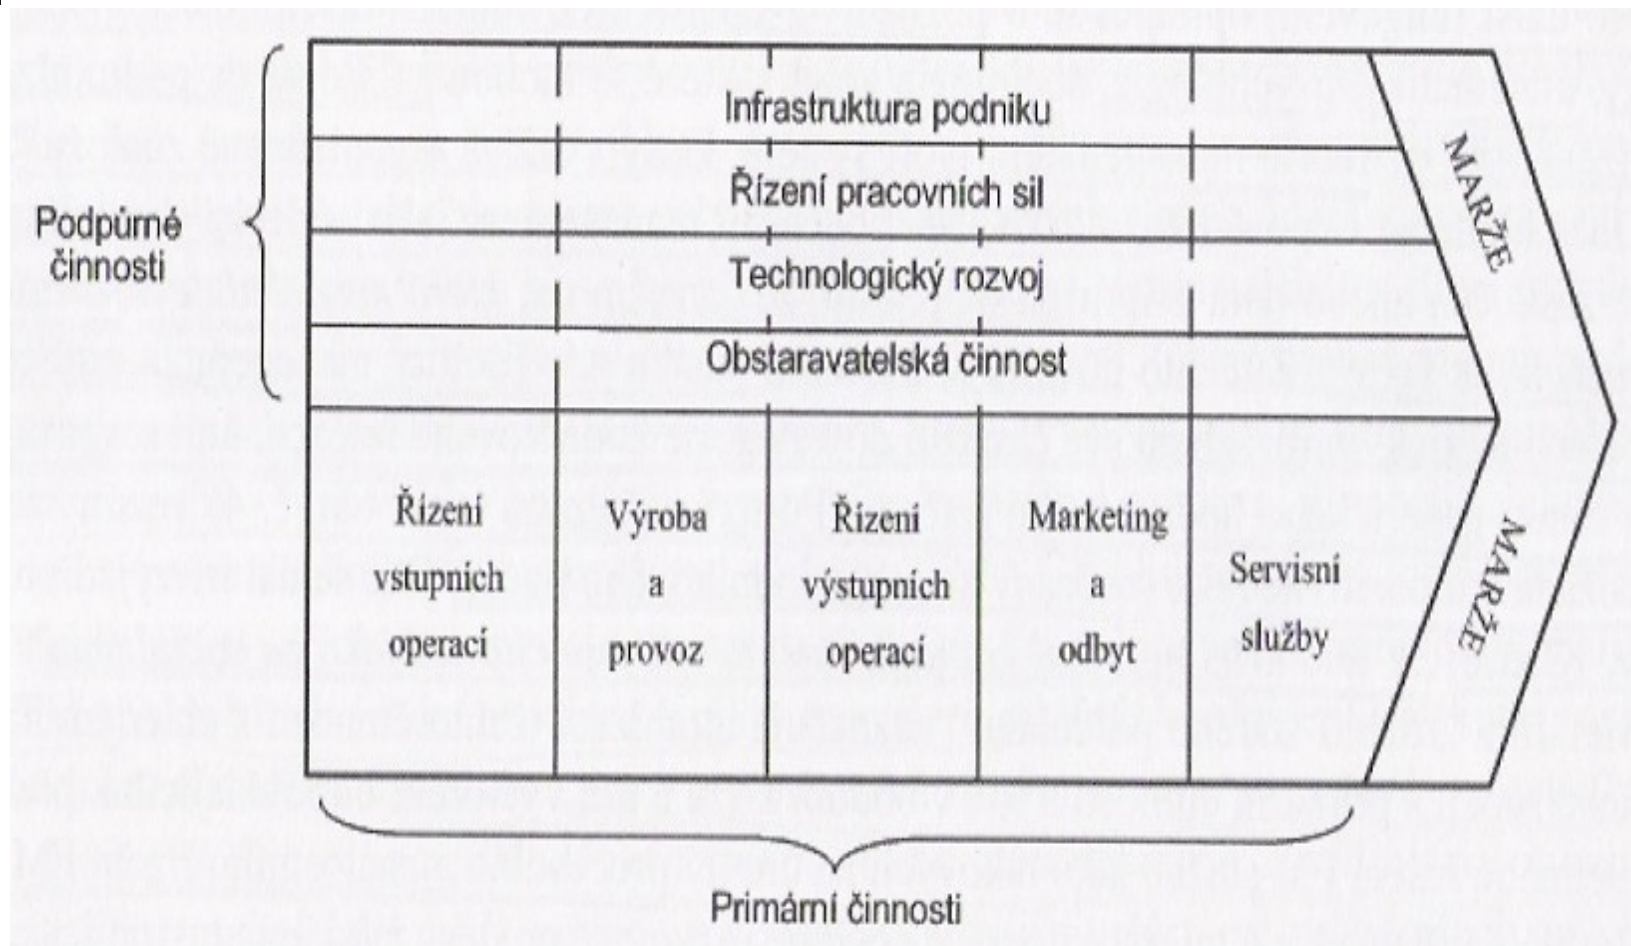 Infrastruktura podniku
Řízení pracovních sil
Technologický rozvoj
Obstaravatelská činnost
Podpůrné
činnosti
MARŽE
MARŽE
Řízení
vstupních
operací
Výroba
a
provoz
Řízení
výstupních
operací
Marketing
a
odbyt
Servisní
služby
Primární činnosti